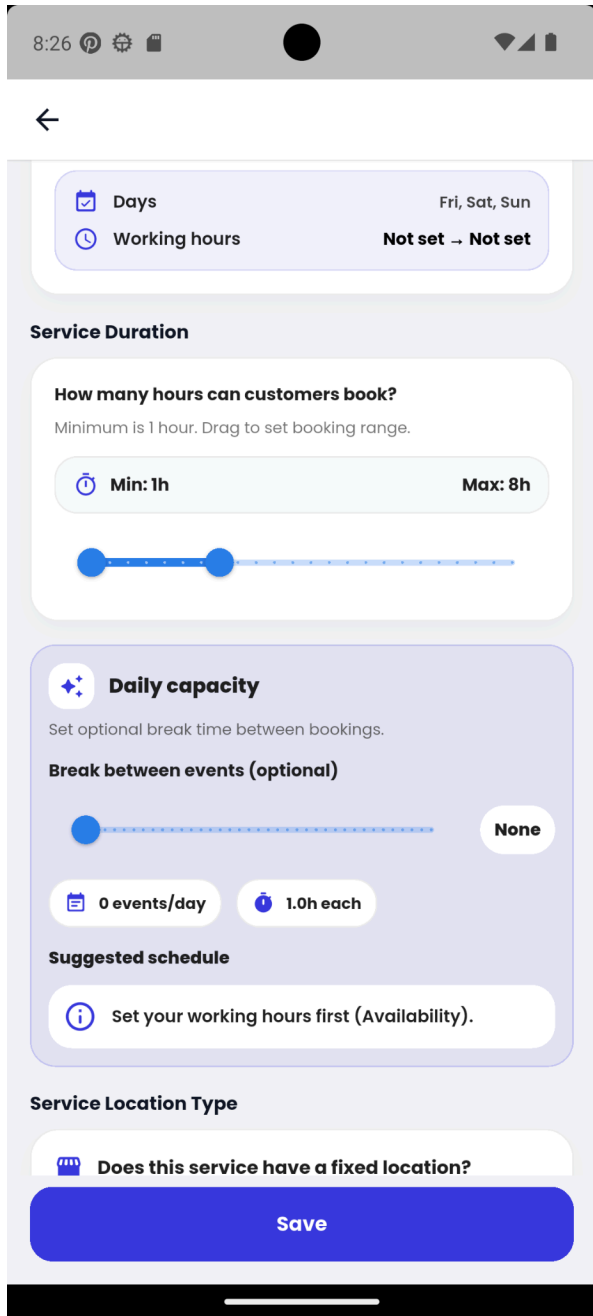 8:26
Days Fri, Sat, Sun
Working hours Not set → Not set
Service Duration
How many hours can customers book?
Minimum is 1 hour. Drag to set booking range.
Min: 1h Max: 8h
Daily capacity
Set optional break time between bookings.
Break between events (optional)
None
0 events/day 1.0h each
Suggested schedule
Set your working hours first (Availability).
Service Location Type
Does this service have a fixed location?
Save